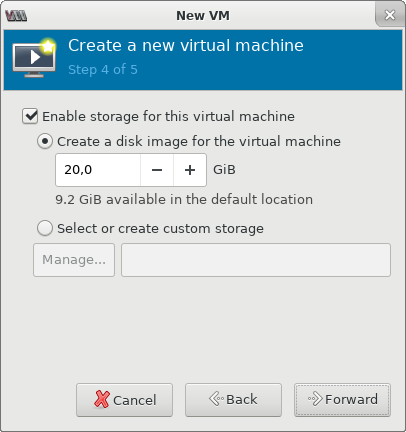 New VM
Create a new virtual machine
Step 4 of 5
Enable storage for this virtual machine
Create a disk image for the virtual machine
20,0 − + GiB
9.2 GiB available in the default location
Select or create custom storage
Manage...
Cancel Back Forward